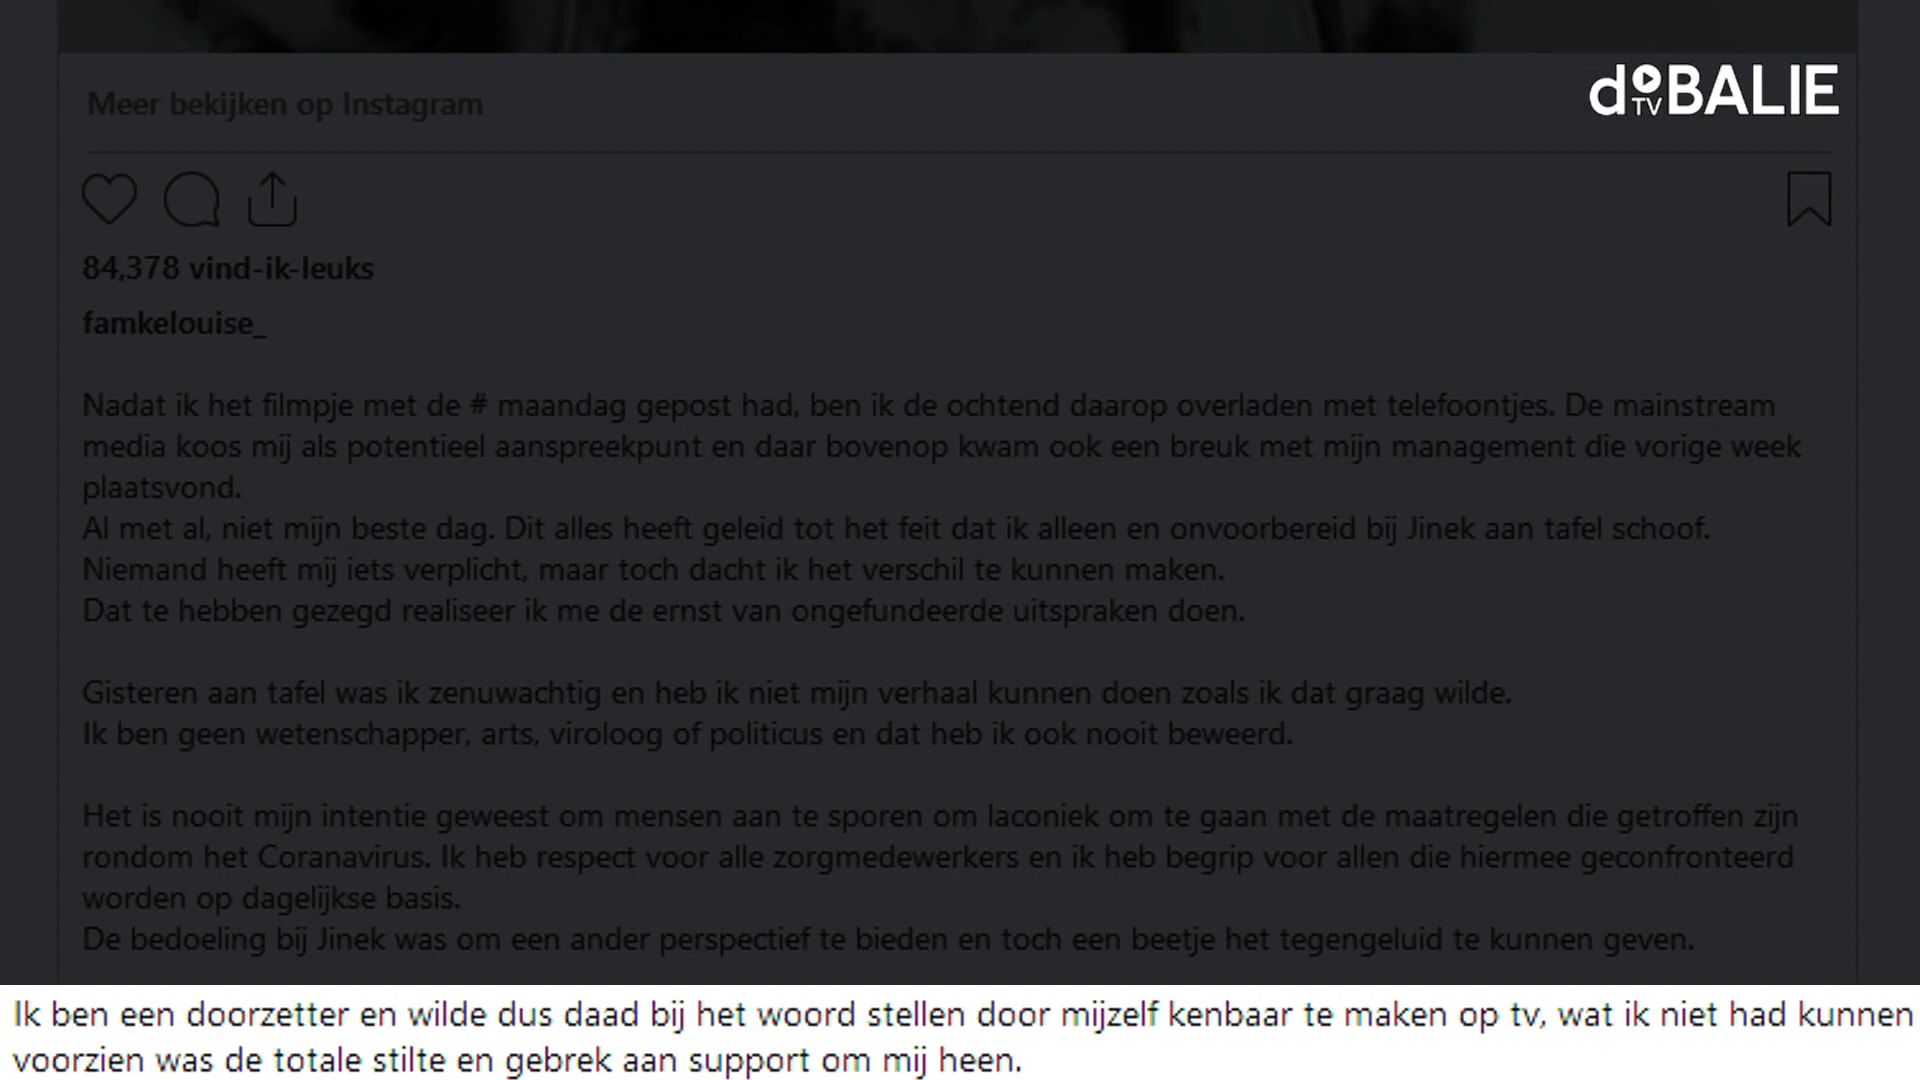 deBALIE
TV
Meer bekijken op Instagram
84,378 vind-ik-leuks
famkelouise_
Nadat ik het filmpje met de # maandag gepost had, ben ik de ochtend daarop overladen met telefoontjes. De mainstream
media koos mij als potentieel aanspreekpunt en daar bovenop kwam ook een breuk met mijn management die vorige week
plaatsvond.
Al met al, niet mijn beste dag. Dit alles heeft geleid tot het feit dat ik alleen en onvoorbereid bij Jinek aan tafel schoof.
Niemand heeft mij iets verplicht, maar toch dacht ik het verschil te kunnen maken.
Dat te hebben gezegd realiseer ik me de ernst van ongefundeerde uitspraken doen.
Gisteren aan tafel was ik zenuwachtig en heb ik niet mijn verhaal kunnen doen zoals ik dat graag wilde.
Ik ben geen wetenschapper, arts, viroloog of politicus en dat heb ik ook nooit beweerd.
Het is nooit mijn intentie geweest om mensen aan te sporen om laconiek om te gaan met de maatregelen die getroffen zijn
rondom het Coranavirus. Ik heb respect voor alle zorgmedewerkers en ik heb begrip voor allen die hiermee geconfronteerd
worden op dagelijkse basis.
De bedoeling bij Jinek was om een ander perspectief te bieden en toch een beetje het tegengeluid te kunnen geven.
Ik ben een doorzetter en wilde dus daad bij het woord stellen door mijzelf kenbaar te maken op tv, wat ik niet had kunnen
voorzien was de totale stilte en gebrek aan support om mij heen.